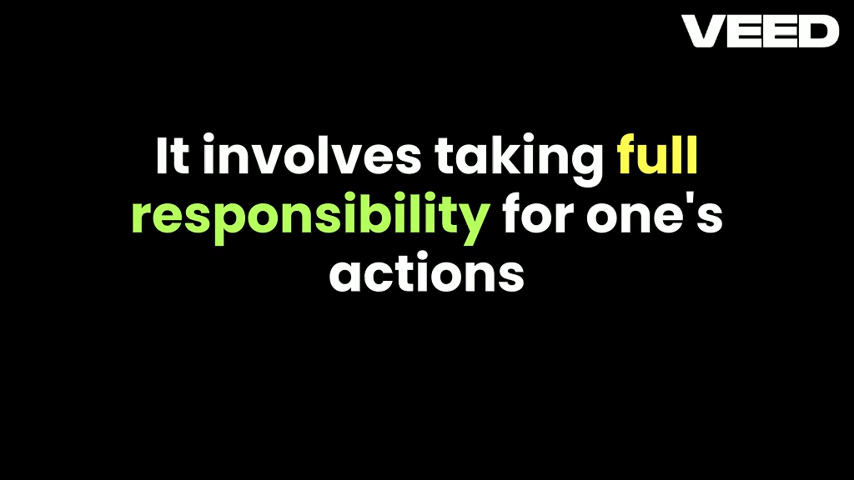 VEED
It involves taking full
responsibility for one's
actions